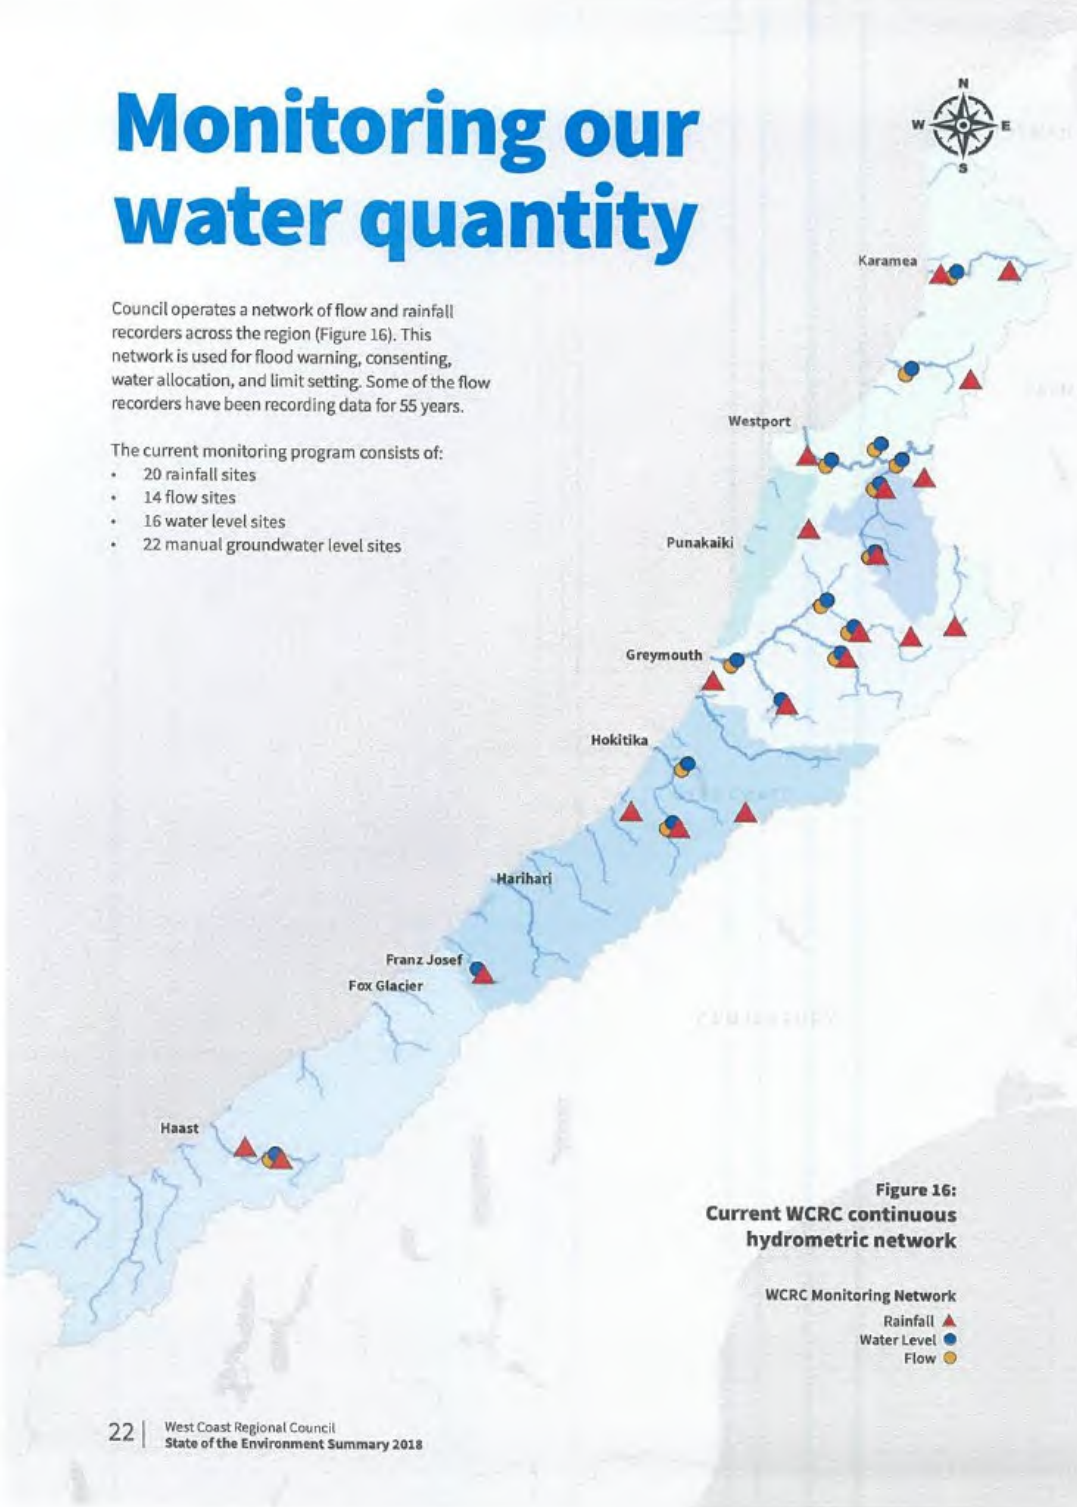 Monitoring our
water quantity
N
W E
S
Council operates a network of flow and rainfall
recorders across the region (Figure 16). This
network is used for flood warning, consenting,
water allocation, and limit setting. Some of the flow
recorders have been recording data for 55 years.
The current monitoring program consists of:
• 20 rainfall sites
• 14 flow sites
• 16 water level sites
• 22 manual groundwater level sites
Karamea
Westport
Punakaiki
Greymouth
Hokitika
Harihari
Franz Josef
Fox Glacier
Haast
Figure 16:
Current WCRC continuous
hydrometric network
WCRC Monitoring Network
Rainfall
Water Level
Flow
22 | West Coast Regional Council
State of the Environment Summary 2018